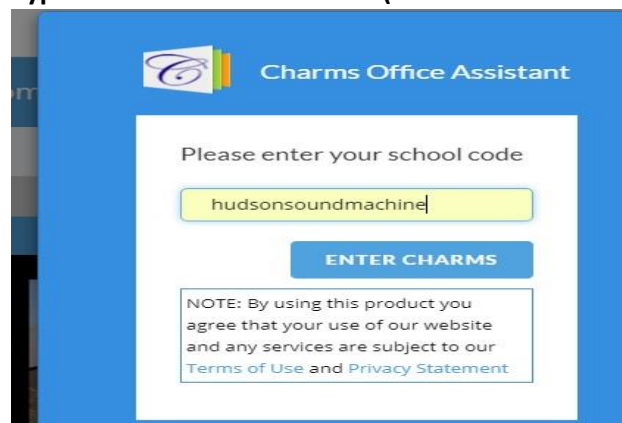 Charms Office Assistant
Please enter your school code
hudsonsoundmachine
ENTER CHARMS
NOTE: By using this product you
agree that your use of our website
and any services are subject to our
Terms of Use and Privacy Statement